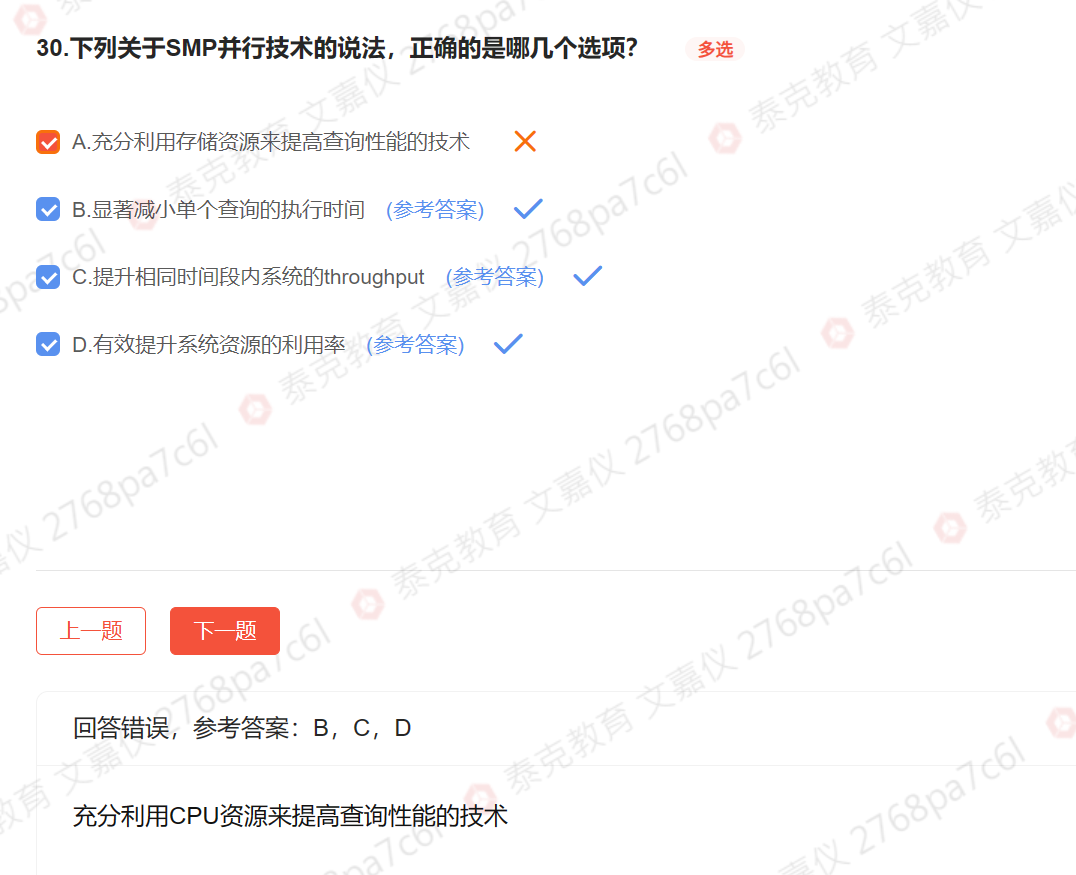 30.下列关于SMP并行技术的说法，正确的是哪几个选项？ 多选
A.充分利用存储资源来提高查询性能的技术
B.显著减小单个查询的执行时间 (参考答案)
C.提升相同时间段内系统的throughput (参考答案)
D.有效提升系统资源的利用率 (参考答案)
上一题 下一题
回答错误，参考答案：B，C，D
充分利用CPU资源来提高查询性能的技术
泰克教育 文嘉仪 2768pa7c6l